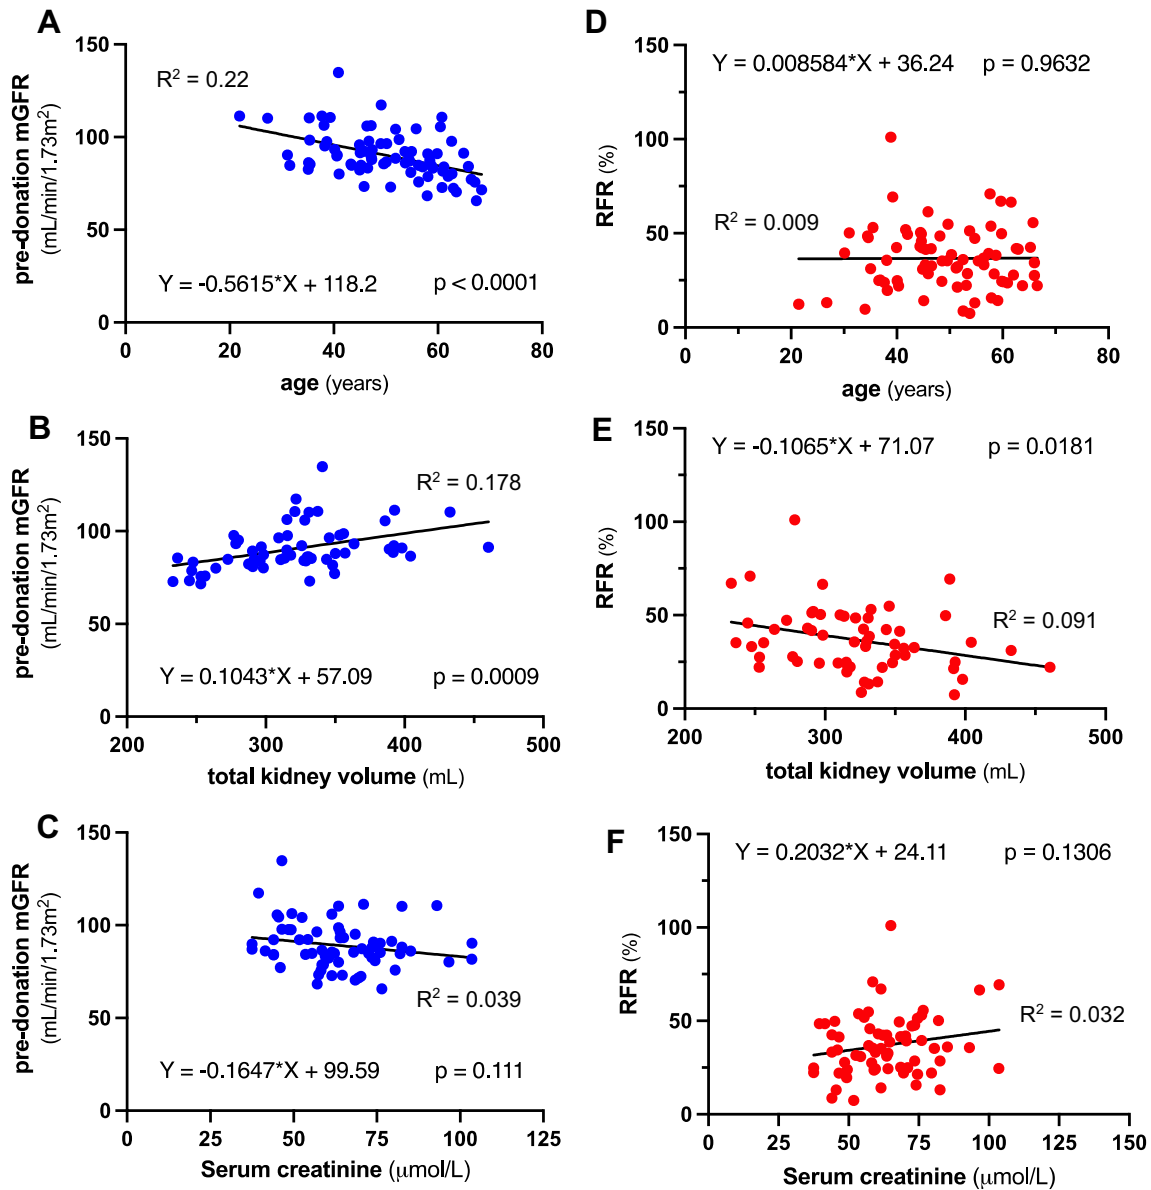 A
pre-donation mGFR
(mL/min/1.73m²)
150
100
50
0
R² = 0.22
Y = -0.5615*X + 118.2 p < 0.0001
0 20 40 60 80
age (years)
D
RFR (%)
150
100
50
0
Y = 0.008584*X + 36.24 p = 0.9632
R² = 0.009
0 20 40 60 80
age (years)
B
pre-donation mGFR
(mL/min/1.73m²)
150
100
50
0
R² = 0.178
Y = 0.1043*X + 57.09 p = 0.0009
200 300 400 500
total kidney volume (mL)
E
RFR (%)
150
100
50
0
Y = -0.1065*X + 71.07 p = 0.0181
R² = 0.091
200 300 400 500
total kidney volume (mL)
C
pre-donation mGFR
(mL/min/1.73m²)
150
100
50
0
R² = 0.039
Y = -0.1647*X + 99.59 p = 0.111
0 25 50 75 100 125
Serum creatinine (μmol/L)
F
RFR (%)
150
100
50
0
Y = 0.2032*X + 24.11 p = 0.1306
R² = 0.032
0 25 50 75 100 125 150
Serum creatinine (μmol/L)